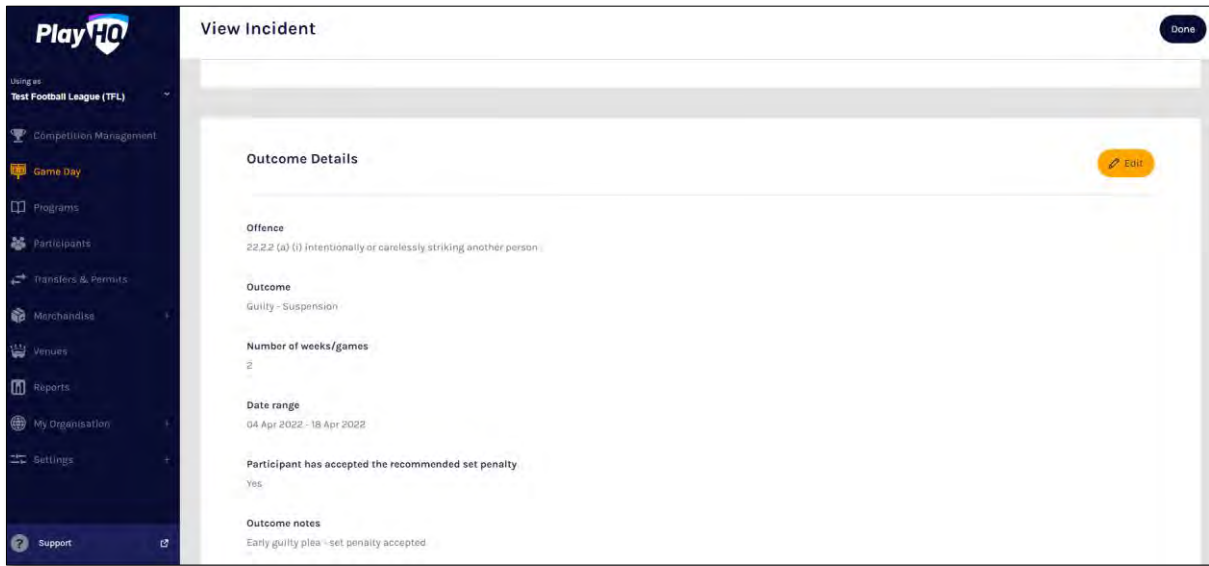 PlayHQ
View Incident
Done
Using as
Test Football League (TFL)
Competition Management
Game Day
Programs
Participants
Transfers & Permits
Merchandise +
Venues
Reports
My Organisation +
Settings +
Support
Outcome Details
Edit
Offence
22.2.2 (a) (i) intentionally or carelessly striking another person
Outcome
Guilty - Suspension
Number of weeks/games
2
Date range
04 Apr 2022 - 18 Apr 2022
Participant has accepted the recommended set penalty
Yes
Outcome notes
Early guilty plea - set penalty accepted